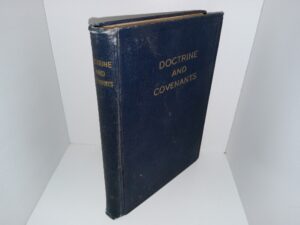 DOCTRINE
AND
COVENANTS
DOCTRINE
AND
COVENANTS